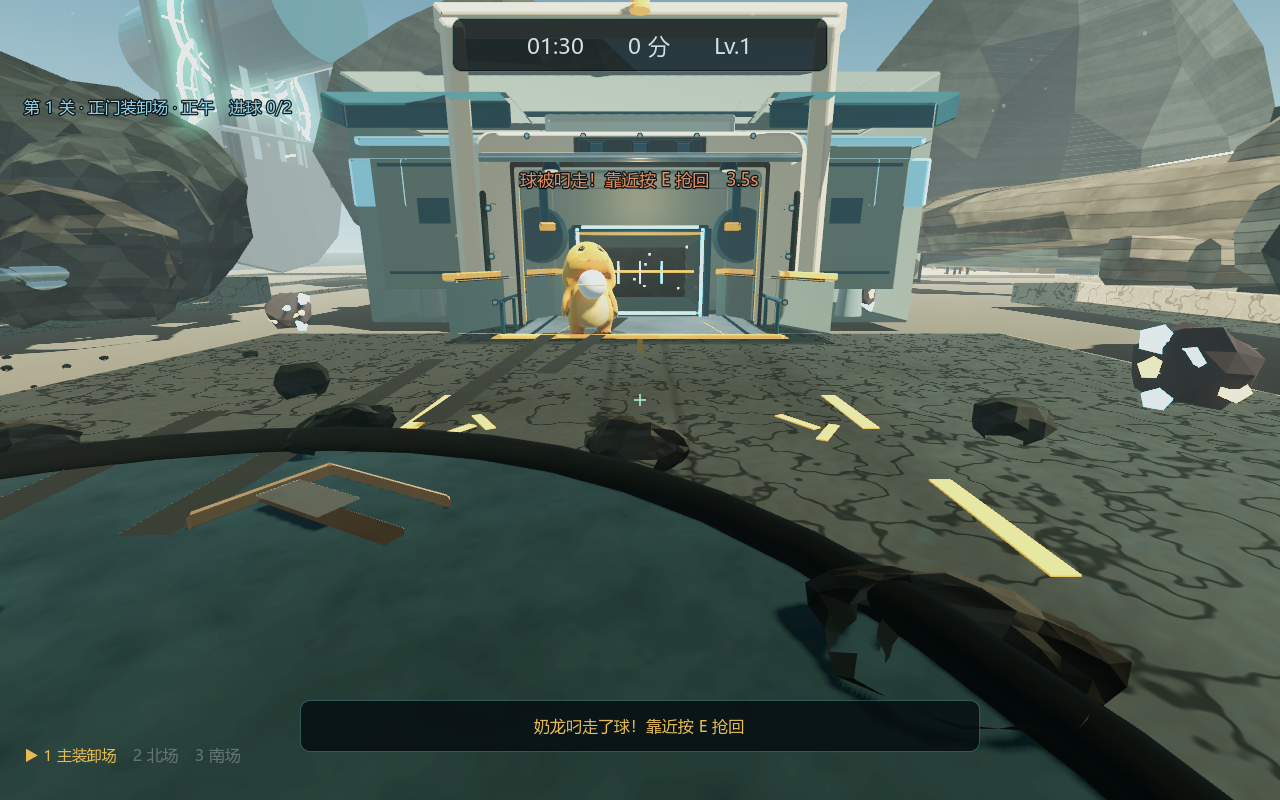 01:30 0 分 Lv.1
第 1 关 · 正门装卸场 · 正午 进球 0/2
球被叼走！靠近按 E 抢回 3.5s
奶龙叼走了球！靠近按 E 抢回
▶ 1 主装卸场 2 北场 3 南场